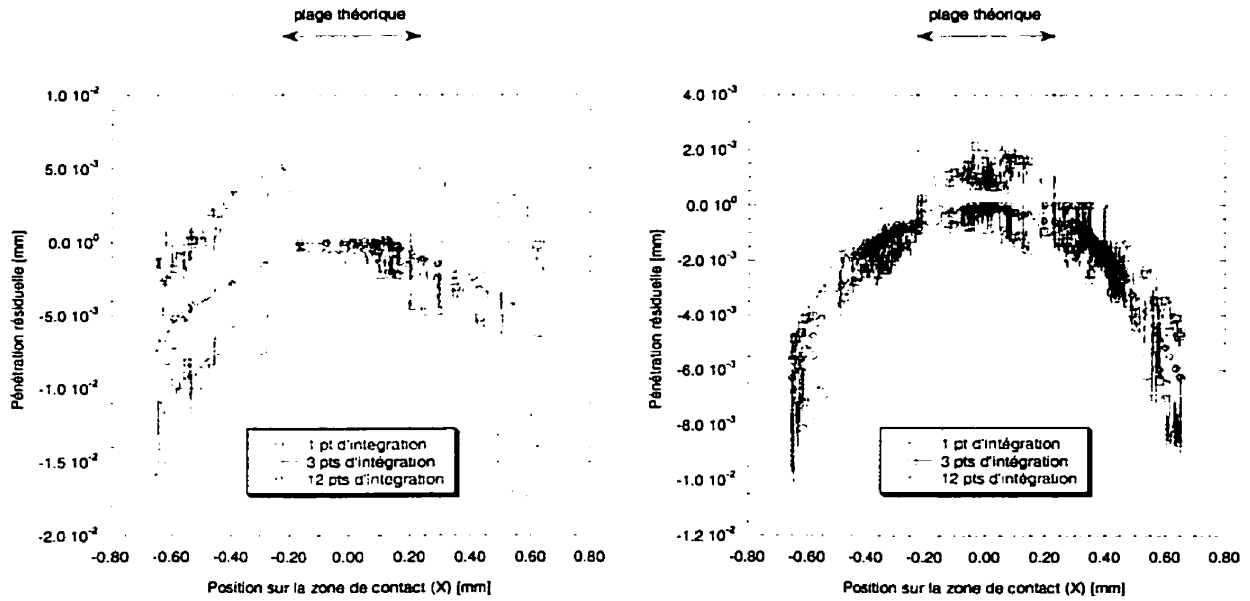 plage théorique
1.0 10-2
5.0 10-3
0.0 100
-5.0 10-3
-1.0 10-2
-1.5 10-2
-2.0 10-2
Pénétration résiduelle [mm]
1 pt d'integration
3 pts d'intégration
12 pts d'integration
-0.80 -0.60 -0.40 -0.20 0.00 0.20 0.40 0.60 0.80
Position sur la zone de contact (X) [mm]
plage théorique
4.0 10-3
2.0 10-3
0.0 100
-2.0 10-3
-4.0 10-3
-6.0 10-3
-8.0 10-3
-1.0 10-2
-1.2 10-2
Pénétration résiduelle [mm]
1 pt d'intégration
3 pts d'intégration
12 pts d'intégration
-0.80 -0.60 -0.40 -0.20 0.00 0.20 0.40 0.60 0.80
Position sur la zone de contact (X) [mm]